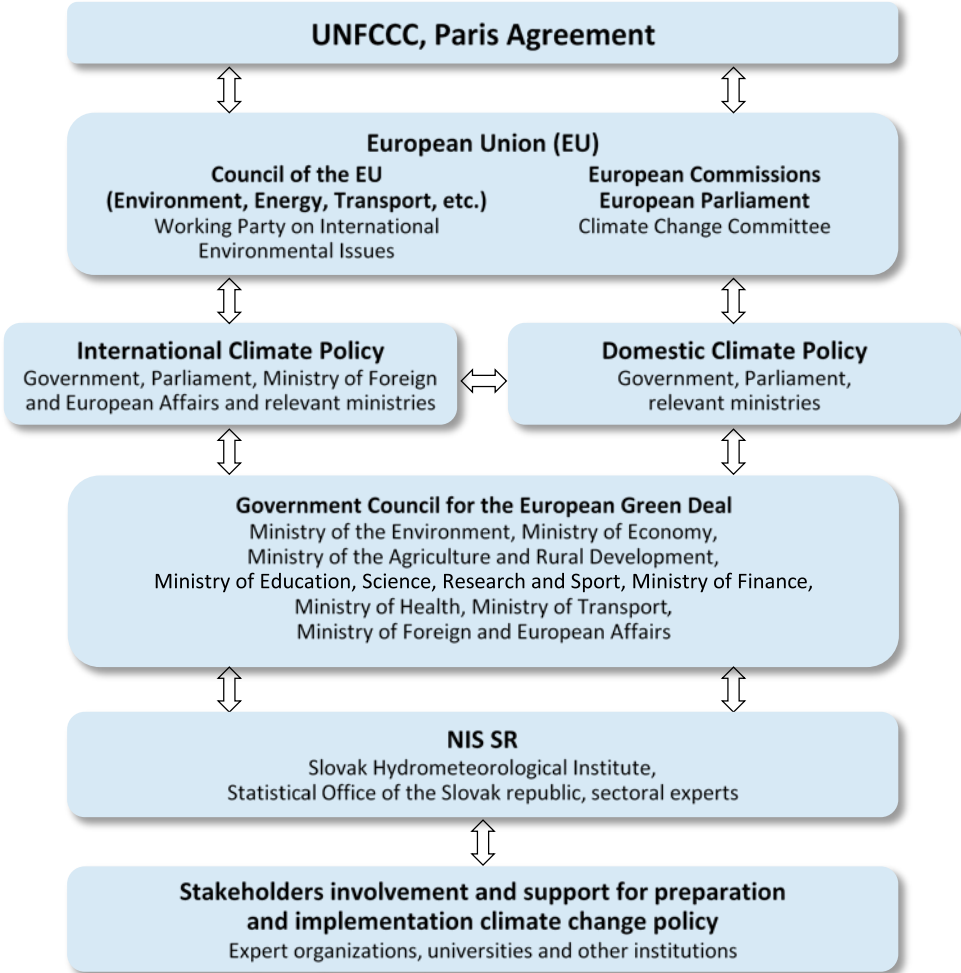 UNFCCC, Paris Agreement
European Union (EU)
Council of the EU
(Environment, Energy, Transport, etc.)
Working Party on International
Environmental Issues
European Commissions
European Parliament
Climate Change Committee
International Climate Policy
Government, Parliament, Ministry of Foreign
and European Affairs and relevant ministries
Domestic Climate Policy
Government, Parliament,
relevant ministries
Government Council for the European Green Deal
Ministry of the Environment, Ministry of Economy,
Ministry of the Agriculture and Rural Development,
Ministry of Education, Science, Research and Sport, Ministry of Finance,
Ministry of Health, Ministry of Transport,
Ministry of Foreign and European Affairs
NIS SR
Slovak Hydrometeorological Institute,
Statistical Office of the Slovak republic, sectoral experts
Stakeholders involvement and support for preparation
and implementation climate change policy
Expert organizations, universities and other institutions